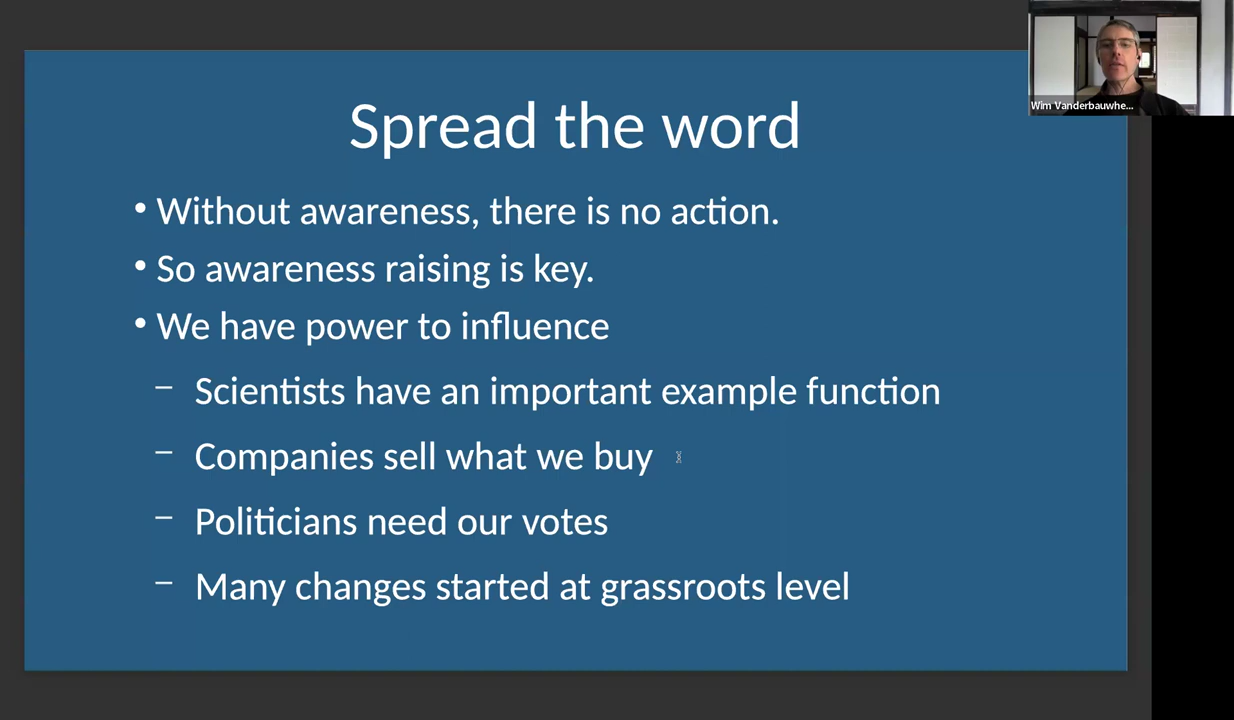 Wim Vanderbauwhe...
Spread the word
• Without awareness, there is no action.
• So awareness raising is key.
• We have power to influence
– Scientists have an important example function
– Companies sell what we buy
– Politicians need our votes
– Many changes started at grassroots level